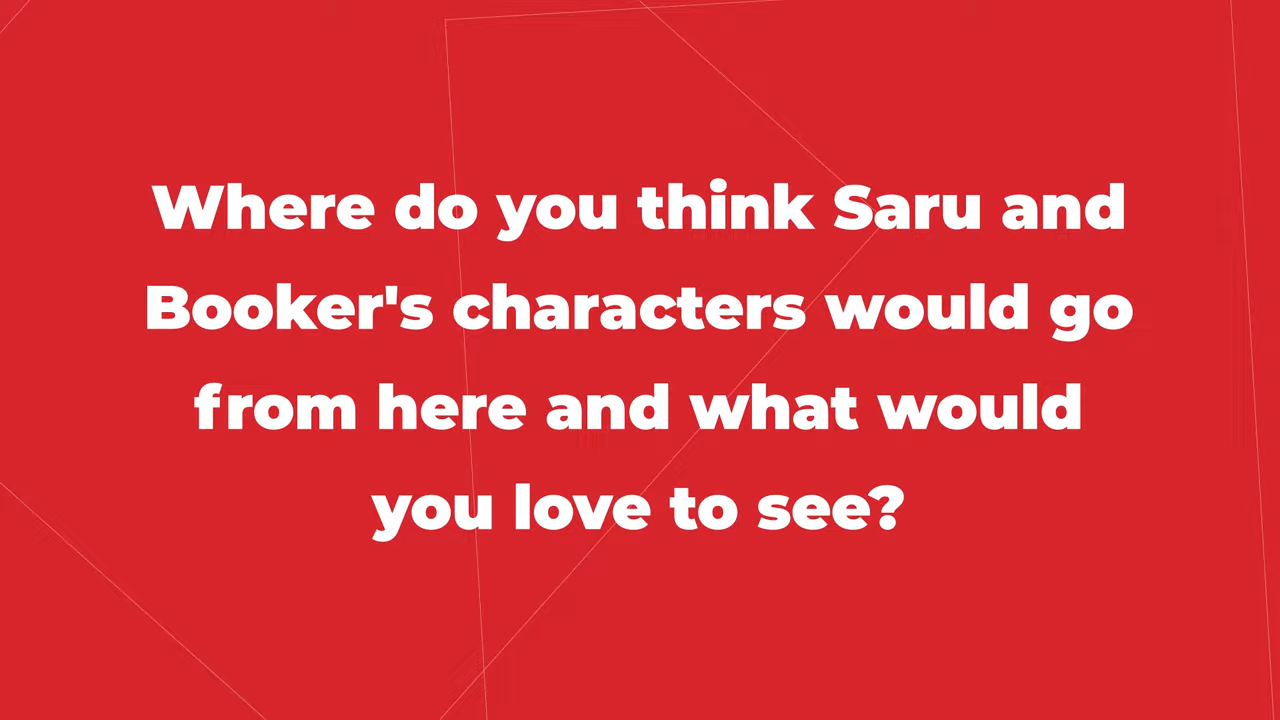 Where do you think Saru and
Booker's characters would go
from here and what would
you love to see?